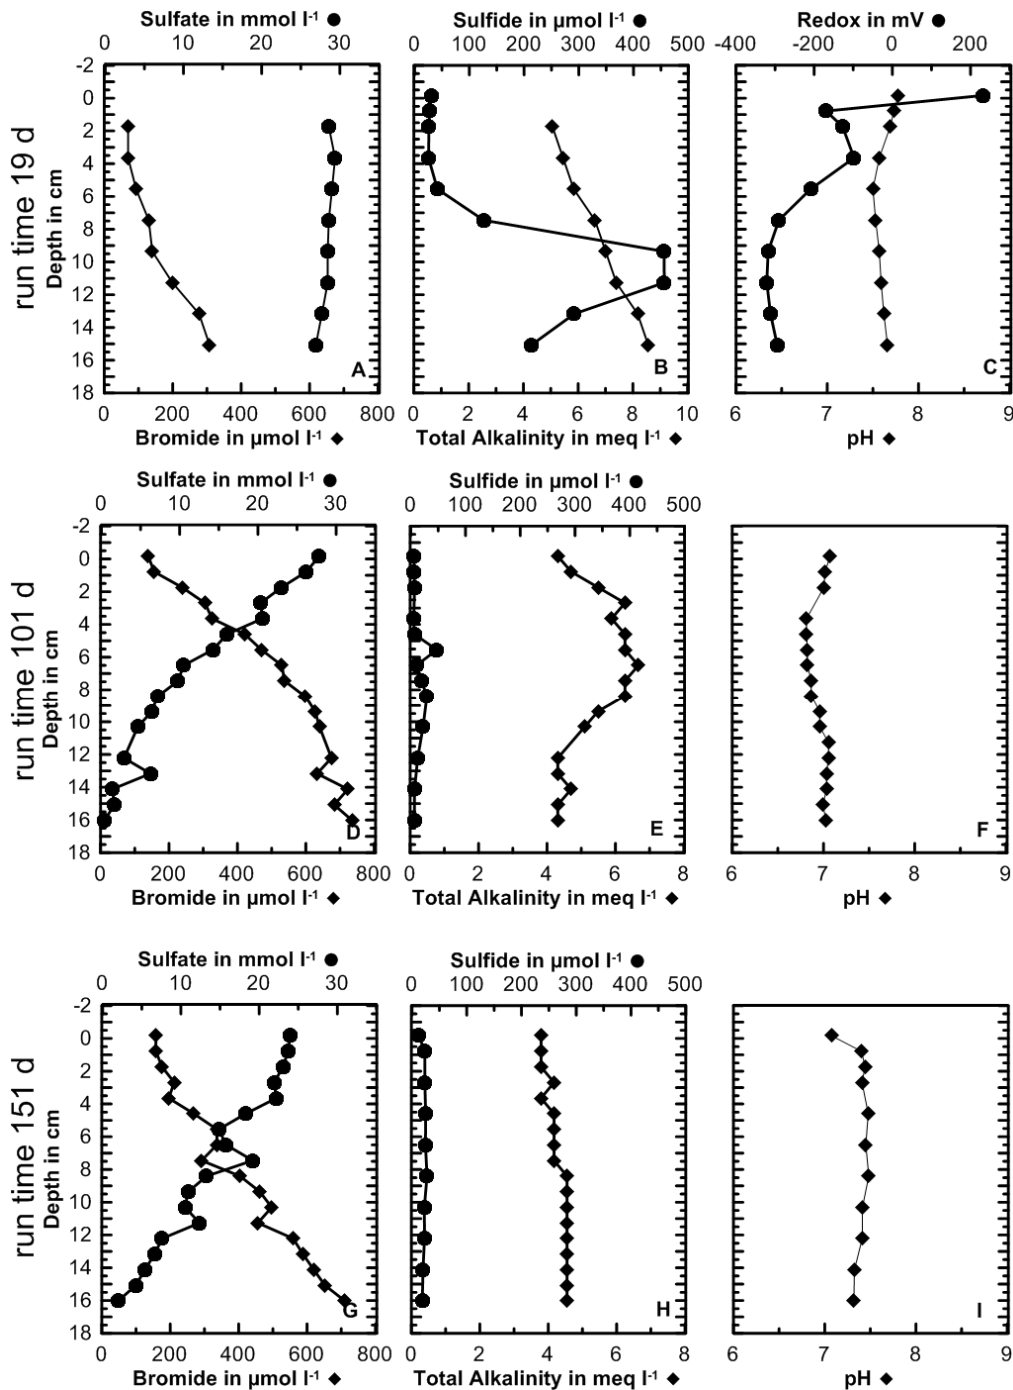 Sulfate in mmol l-1 ● Sulfide in µmol l-1 ● Redox in mV ●
0 10 20 30 0 100 200 300 400 500 -400 -200 0 200
run time 19 d
Depth in cm
-2
0
2
4
6
8
10
12
14
16
18
A B C
0 200 400 600 800 0 2 4 6 8 10 6 7 8 9
Bromide in µmol l-1 ◆ Total Alkalinity in meq l-1 ◆ pH ◆
Sulfate in mmol l-1 ● Sulfide in µmol l-1 ●
0 10 20 30 0 100 200 300 400 500
run time 101 d
Depth in cm
-2
0
2
4
6
8
10
12
14
16
18
D E F
0 200 400 600 800 0 2 4 6 8 6 7 8 9
Bromide in µmol l-1 ◆ Total Alkalinity in meq l-1 ◆ pH ◆
Sulfate in mmol l-1 ● Sulfide in µmol l-1 ●
0 10 20 30 0 100 200 300 400 500
run time 151 d
Depth in cm
-2
0
2
4
6
8
10
12
14
16
18
G H I
0 200 400 600 800 0 2 4 6 8 6 7 8 9
Bromide in µmol l-1 ◆ Total Alkalinity in meq l-1 ◆ pH ◆